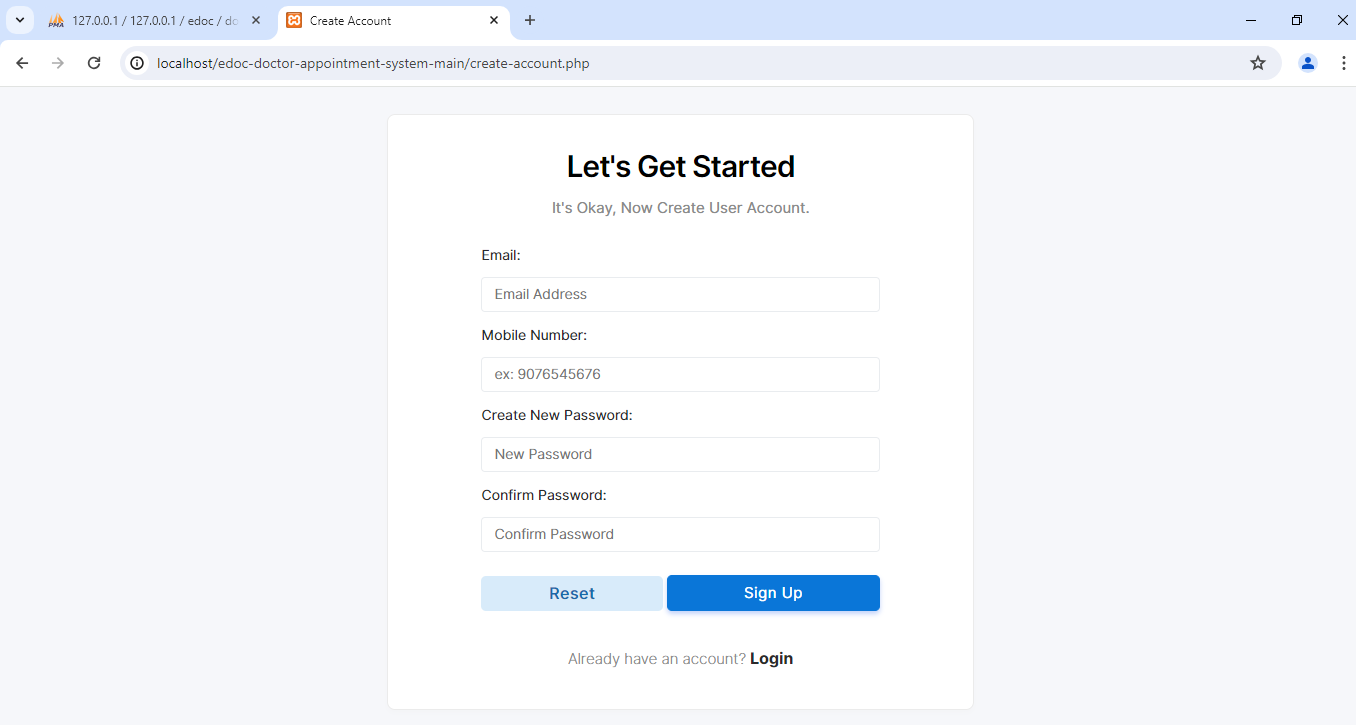 127.0.0.1 / 127.0.0.1 / edoc / do
Create Account
localhost/edoc-doctor-appointment-system-main/create-account.php
Let's Get Started
It's Okay, Now Create User Account.
Email:
Email Address
Mobile Number:
ex: 9076545676
Create New Password:
New Password
Confirm Password:
Confirm Password
Reset
Sign Up
Already have an account? Login